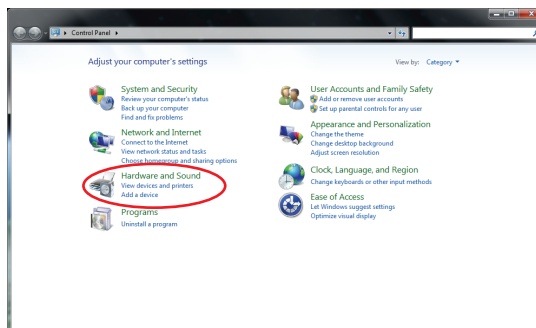 Control Panel
Adjust your computer's settings
View by: Category
System and Security
Review your computer's status
Back up your computer
Find and fix problems
Network and Internet
Connect to the Internet
View network status and tasks
Choose homegroup and sharing options
Hardware and Sound
View devices and printers
Add a device
Programs
Uninstall a program
User Accounts and Family Safety
Add or remove user accounts
Set up parental controls for any user
Appearance and Personalization
Change the theme
Change desktop background
Adjust screen resolution
Clock, Language, and Region
Change keyboards or other input methods
Ease of Access
Let Windows suggest settings
Optimize visual display